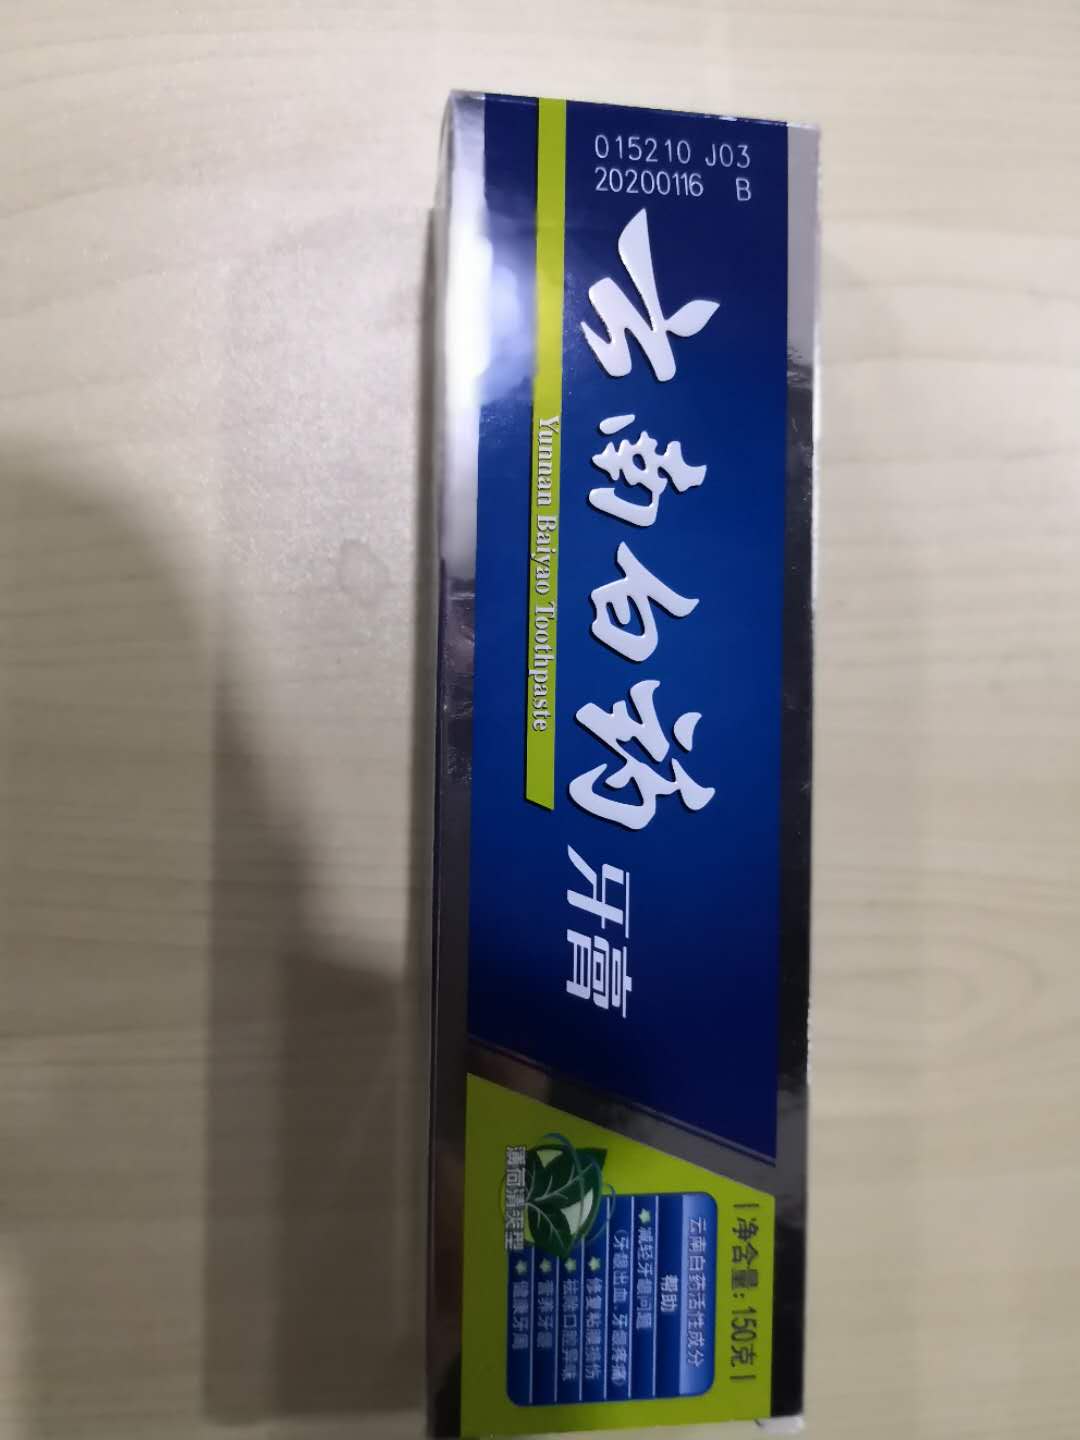 015210 J03
20200116 B
云南白药牙膏
Yunnan Baiyao Toothpaste
净含量:150克
云南白药活性成分
帮助
减轻牙龈问题
(牙龈出血、牙龈疼痛)
修复粘膜损伤
祛除口腔异味
营养牙龈
健康牙周
薄荷清爽型